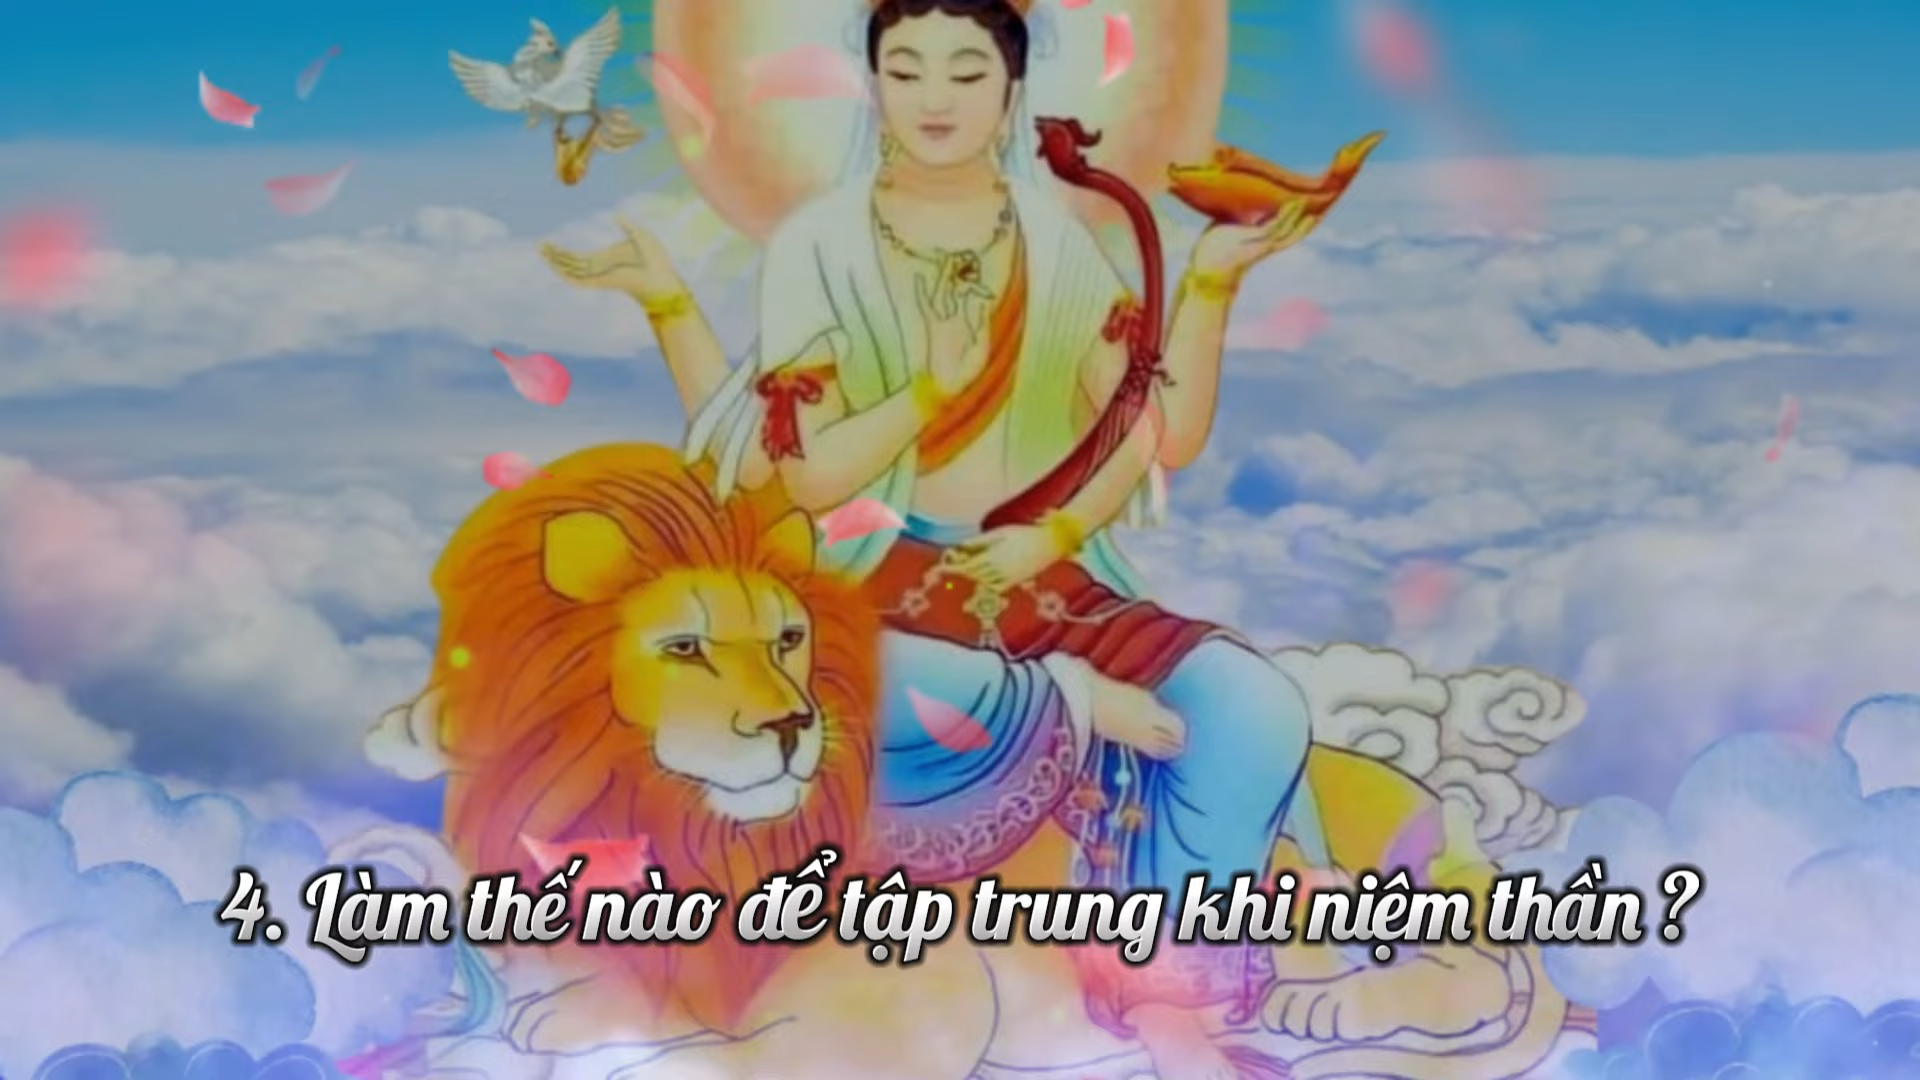 4. Làm thế nào để tập trung khi niệm thần ?